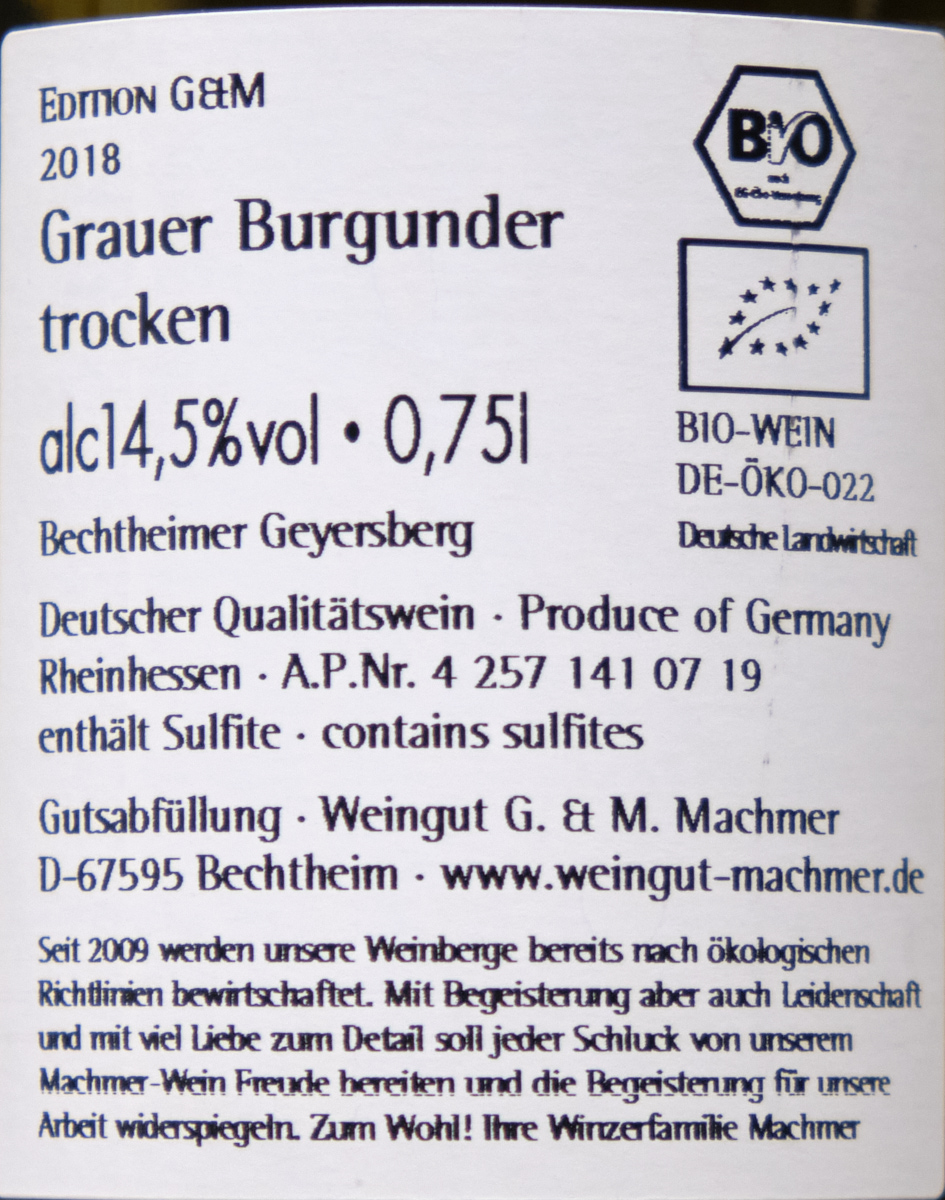 EDITION G&M
2018
Grauer Burgunder
trocken
alc14,5%vol • 0,75l
BIO
nach
EG-Öko-Verordnung
BIO-WEIN
DE-ÖKO-022
Deutsche Landwirtschaft
Bechtheimer Geyersberg
Deutscher Qualitätswein · Produce of Germany
Rheinhessen · A.P.Nr. 4 257 141 07 19
enthält Sulfite · contains sulfites
Gutsabfüllung · Weingut G. & M. Machmer
D-67595 Bechtheim · www.weingut-machmer.de
Seit 2009 werden unsere Weinberge bereits nach ökologischen
Richtlinien bewirtschaftet. Mit Begeisterung aber auch Leidenschaft
und mit viel Liebe zum Detail soll jeder Schluck von unserem
Machmer-Wein Freude bereiten und die Begeisterung für unsere
Arbeit widerspiegeln. Zum Wohl! Ihre Winzerfamilie Machmer